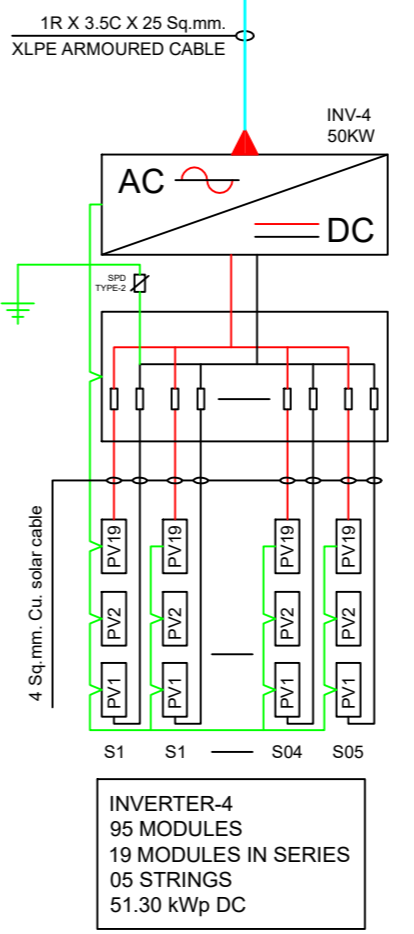 1R X 3.5C X 25 Sq.mm.
XLPE ARMOURED CABLE
INV-4
50KW
AC
DC
SPD
TYPE-2
4 Sq.mm. Cu. solar cable
PV19 PV19 PV19 PV19
PV2 PV2 PV2 PV2
PV1 PV1 PV1 PV1
S1 S1 S04 S05
INVERTER-4
95 MODULES
19 MODULES IN SERIES
05 STRINGS
51.30 kWp DC